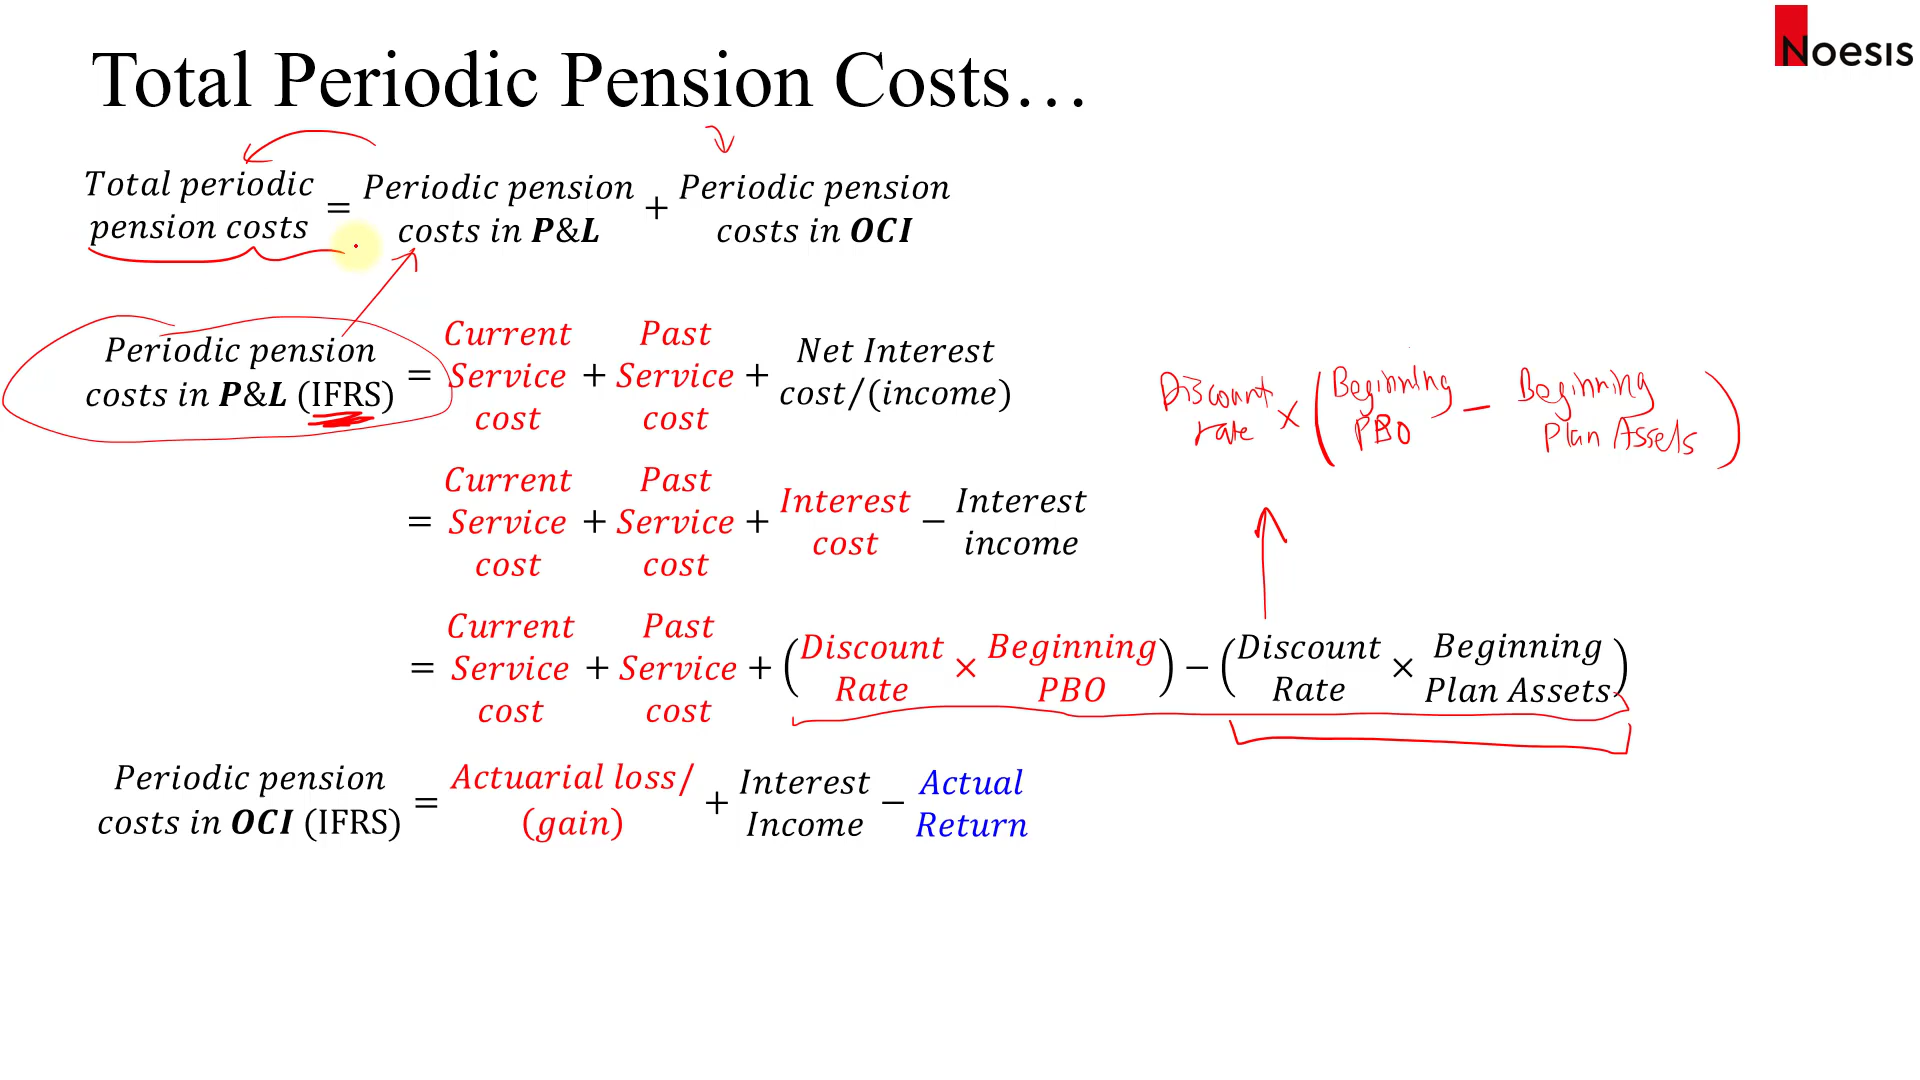 Noesis
Total Periodic Pension Costs…
Total periodic pension costs = Periodic pension costs in P&L + Periodic pension costs in OCI
Periodic pension costs in P&L (IFRS) = Current Service cost + Past Service cost + Net Interest cost/(income)
Discount rate × (Beginning PBO − Beginning Plan Assets)
= Current Service cost + Past Service cost + Interest cost − Interest income
= Current Service cost + Past Service cost + (Discount Rate × Beginning PBO) − (Discount Rate × Beginning Plan Assets)
Periodic pension costs in OCI (IFRS) = Actuarial loss/(gain) + Interest Income − Actual Return